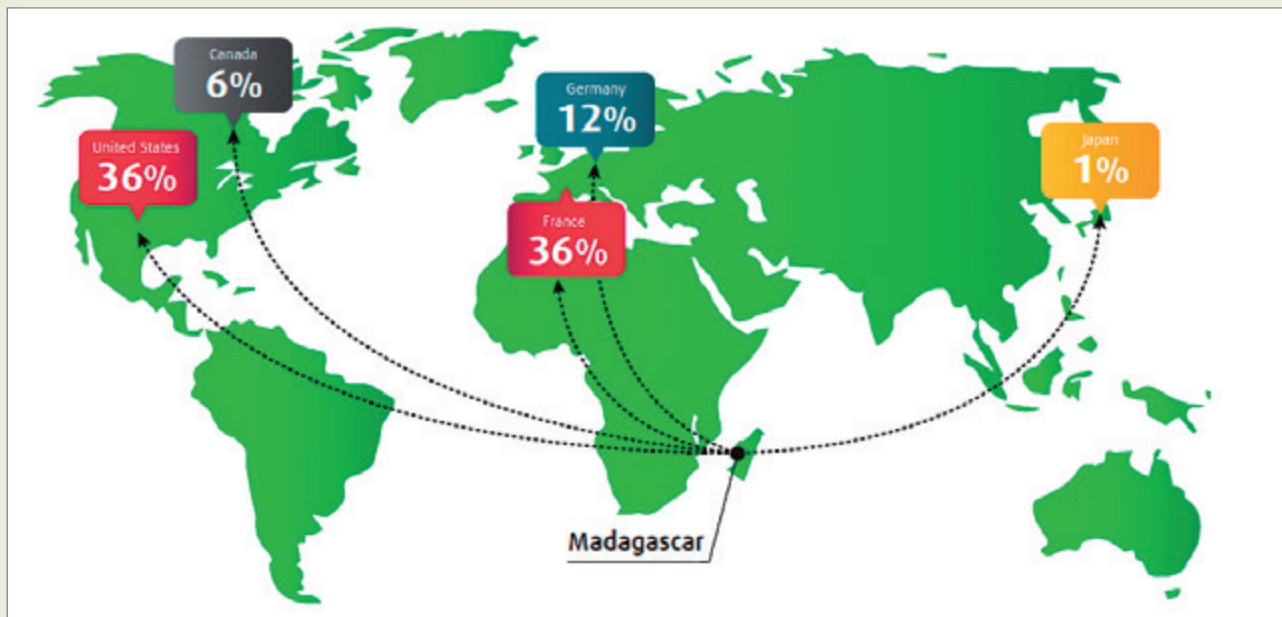 Canada
6%
Germany
12%
United States
36%
Japan
1%
France
36%
Madagascar